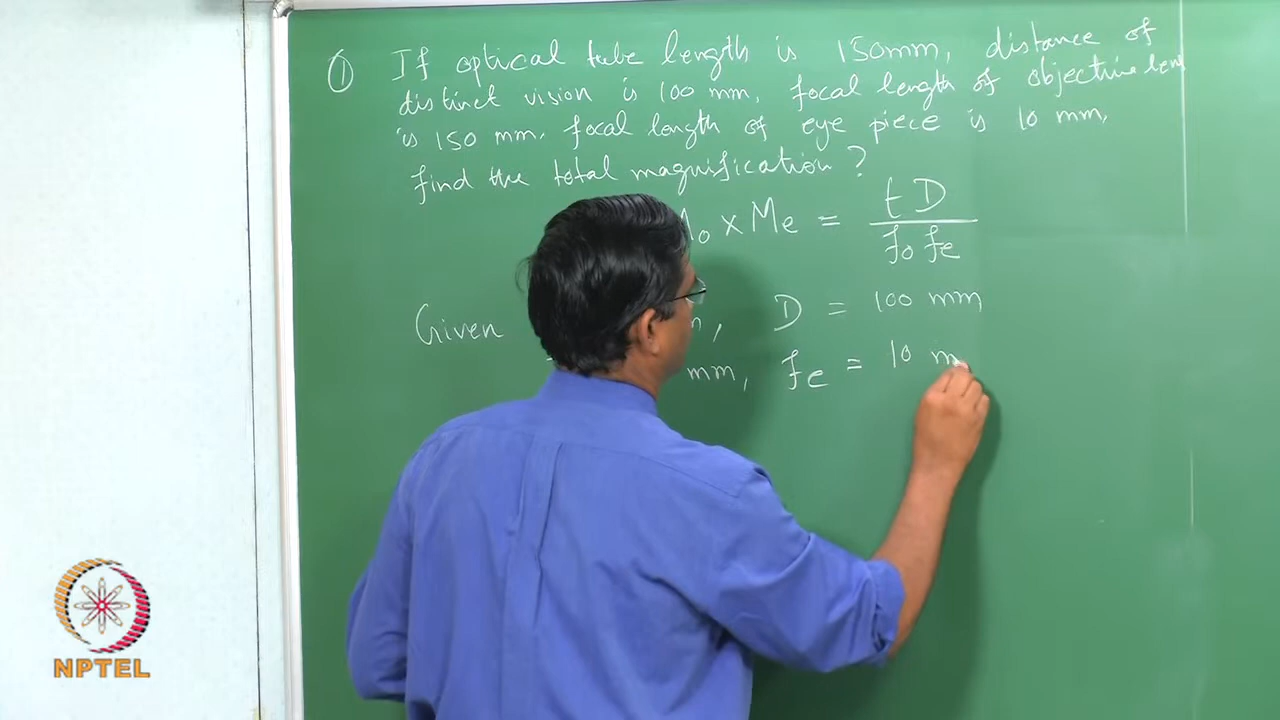 ① If optical tube length is 150mm, distance of
distinct vision is 100 mm, focal length of objective lens
is 150 mm. focal length of eye piece is 10 mm,
find the total magnification ?
o x Me = t D / fo fe
Given , D = 100 mm
mm, fe = 10 m
NPTEL